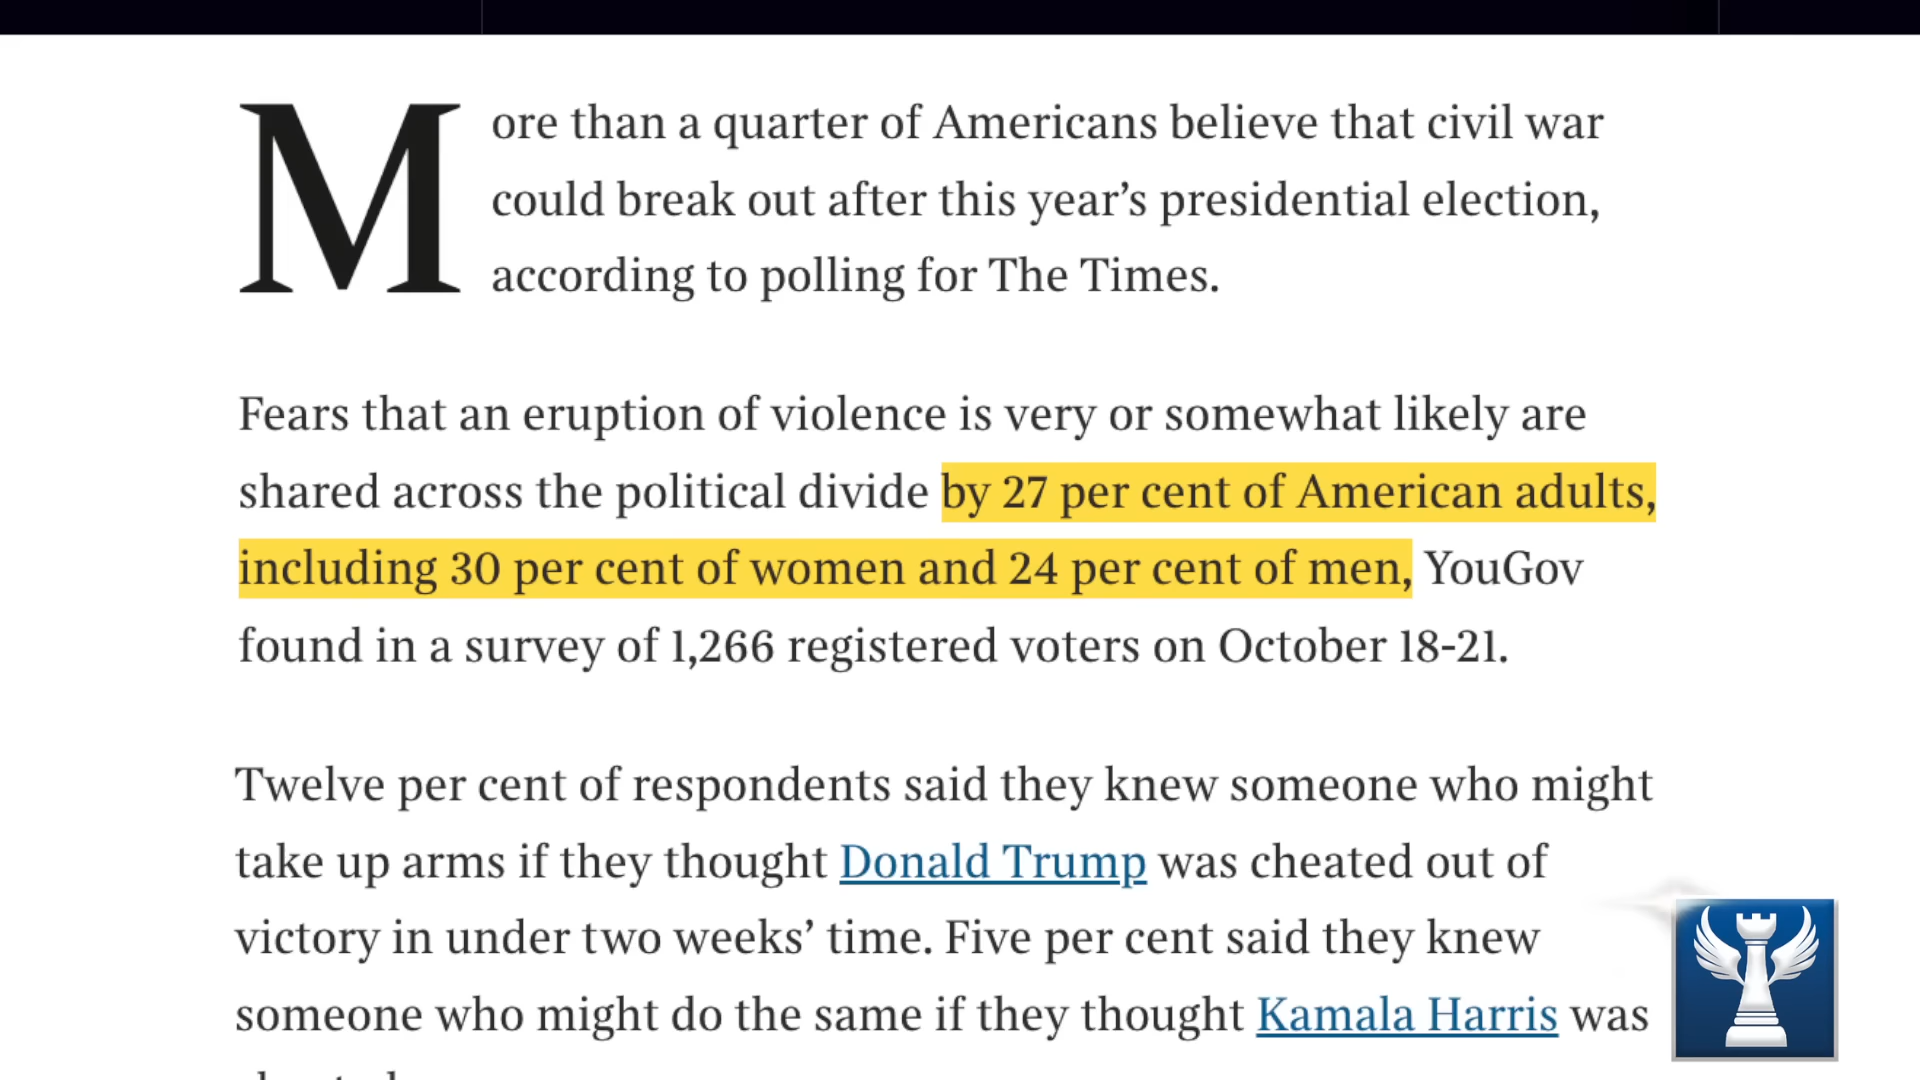 More than a quarter of Americans believe that civil war
could break out after this year’s presidential election,
according to polling for The Times.
Fears that an eruption of violence is very or somewhat likely are
shared across the political divide by 27 per cent of American adults,
including 30 per cent of women and 24 per cent of men, YouGov
found in a survey of 1,266 registered voters on October 18-21.
Twelve per cent of respondents said they knew someone who might
take up arms if they thought Donald Trump was cheated out of
victory in under two weeks’ time. Five per cent said they knew
someone who might do the same if they thought Kamala Harris was